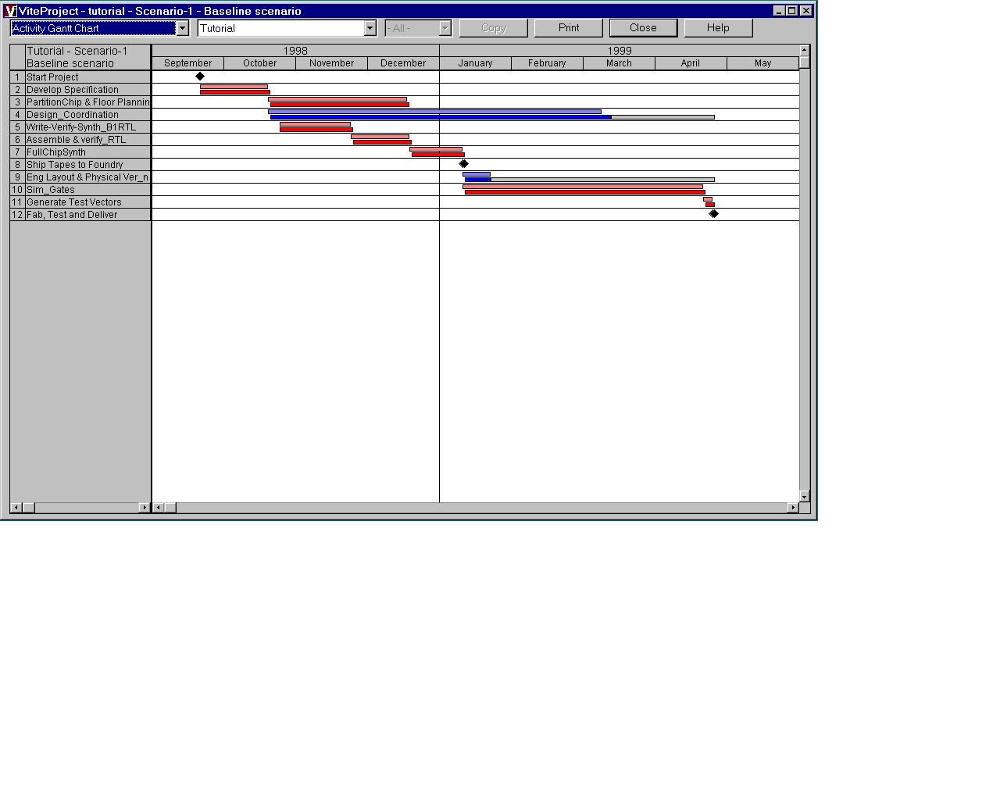 ViteProject - tutorial - Scenario-1 - Baseline scenario
Activity Gantt Chart Tutorial - All - Copy Print Close Help
Tutorial - Scenario-1 1998 1999
Baseline scenario September October November December January February March April May
1 Start Project
2 Develop Specification
3 PartitionChip & Floor Plannin
4 Design_Coordination
5 Write-Verify-Synth_B1RTL
6 Assemble & verify_RTL
7 FullChipSynth
8 Ship Tapes to Foundry
9 Eng Layout & Physical Ver_n
10 Sim_Gates
11 Generate Test Vectors
12 Fab, Test and Deliver